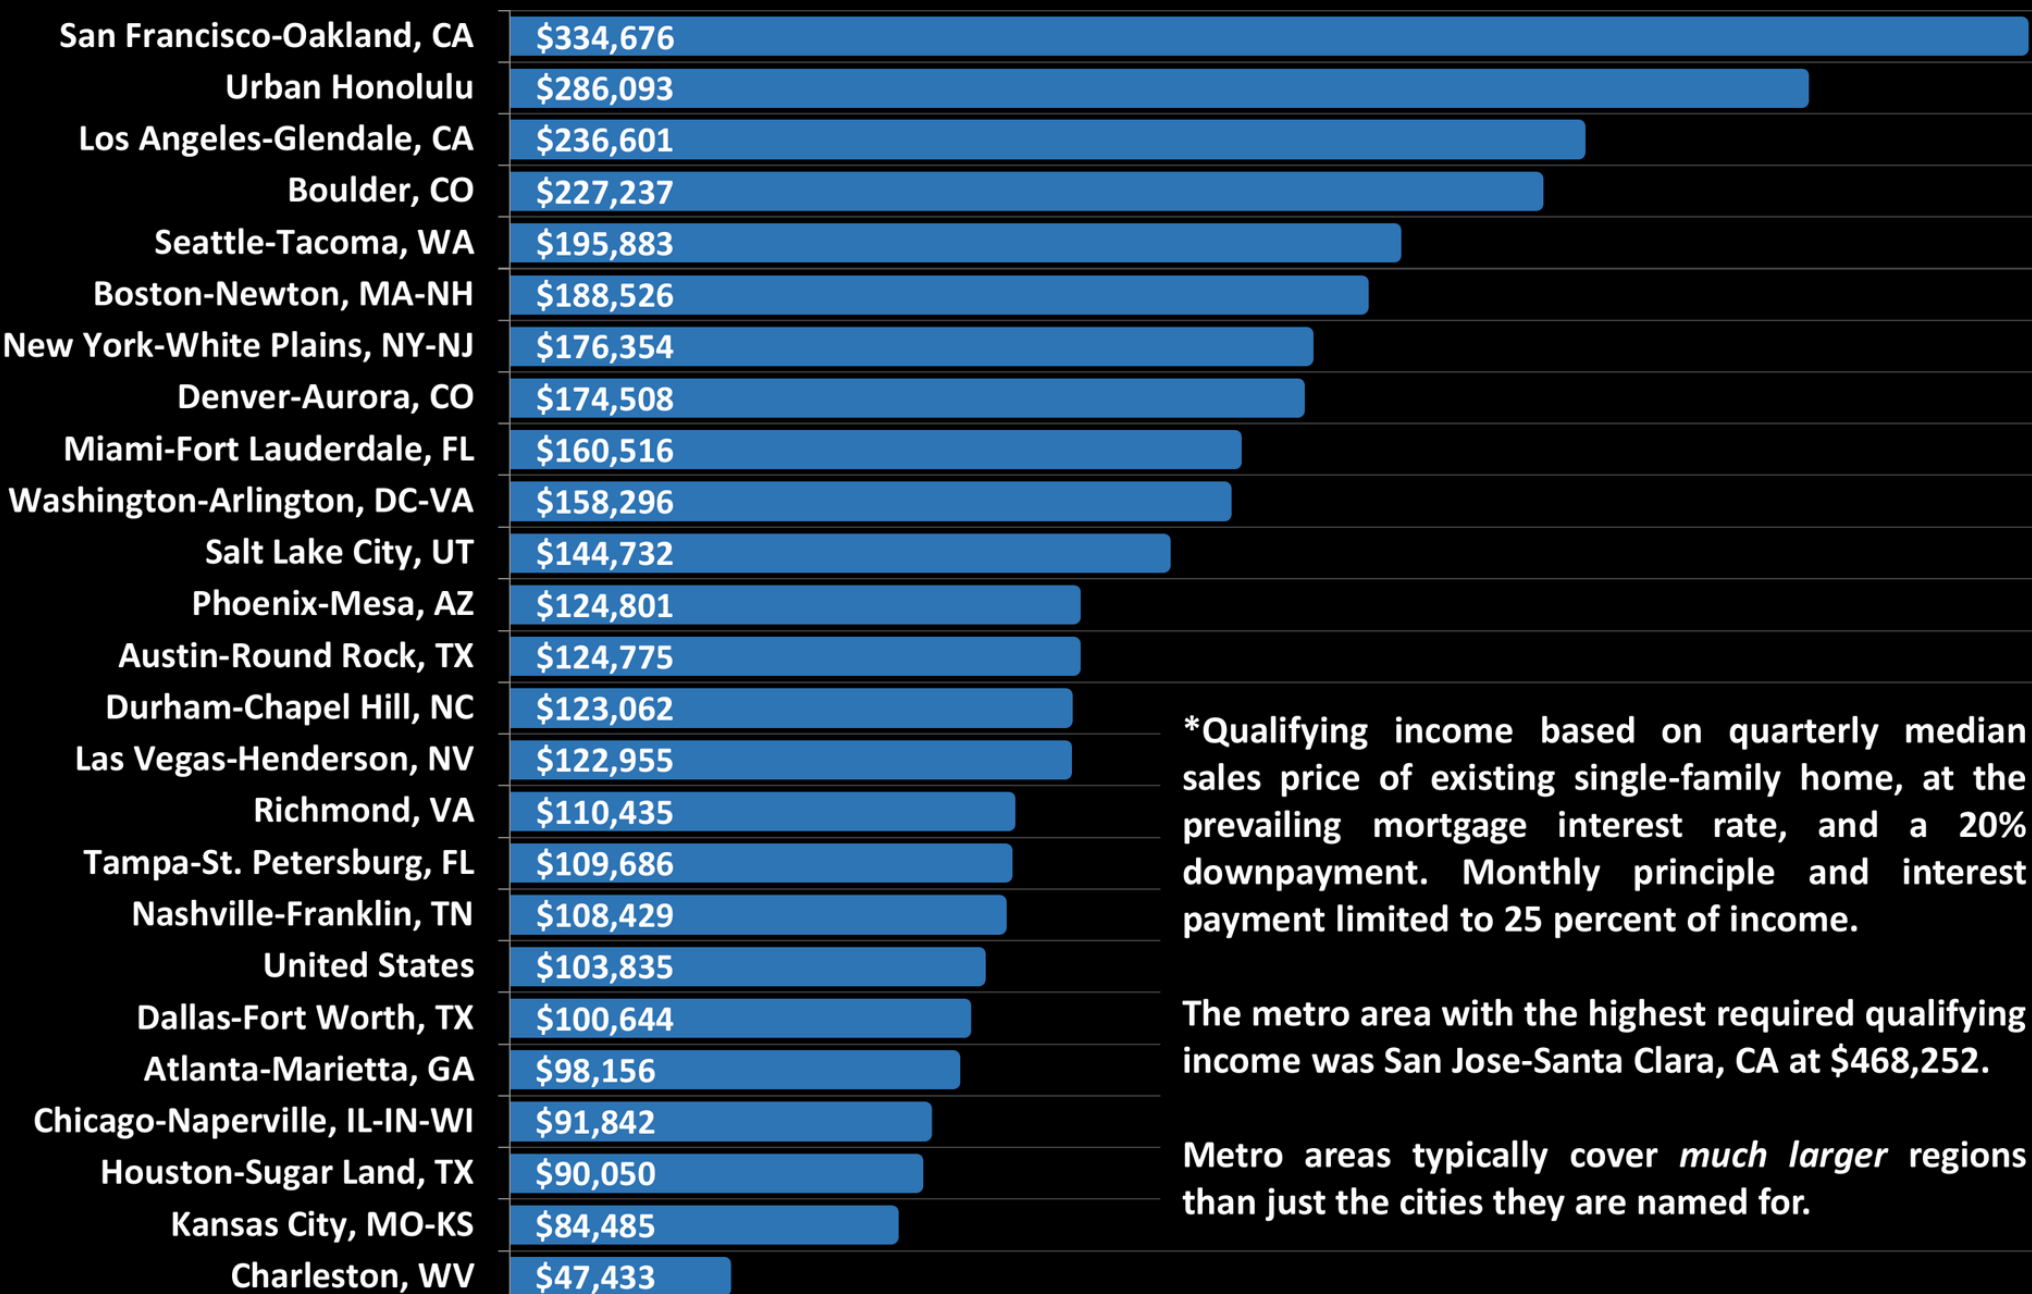 San Francisco-Oakland, CA $334,676
Urban Honolulu $286,093
Los Angeles-Glendale, CA $236,601
Boulder, CO $227,237
Seattle-Tacoma, WA $195,883
Boston-Newton, MA-NH $188,526
New York-White Plains, NY-NJ $176,354
Denver-Aurora, CO $174,508
Miami-Fort Lauderdale, FL $160,516
Washington-Arlington, DC-VA $158,296
Salt Lake City, UT $144,732
Phoenix-Mesa, AZ $124,801
Austin-Round Rock, TX $124,775
Durham-Chapel Hill, NC $123,062
Las Vegas-Henderson, NV $122,955
Richmond, VA $110,435
Tampa-St. Petersburg, FL $109,686
Nashville-Franklin, TN $108,429
United States $103,835
Dallas-Fort Worth, TX $100,644
Atlanta-Marietta, GA $98,156
Chicago-Naperville, IL-IN-WI $91,842
Houston-Sugar Land, TX $90,050
Kansas City, MO-KS $84,485
Charleston, WV $47,433
*Qualifying income based on quarterly median
sales price of existing single-family home, at the
prevailing mortgage interest rate, and a 20%
downpayment. Monthly principle and interest
payment limited to 25 percent of income.
The metro area with the highest required qualifying
income was San Jose-Santa Clara, CA at $468,252.
Metro areas typically cover much larger regions
than just the cities they are named for.